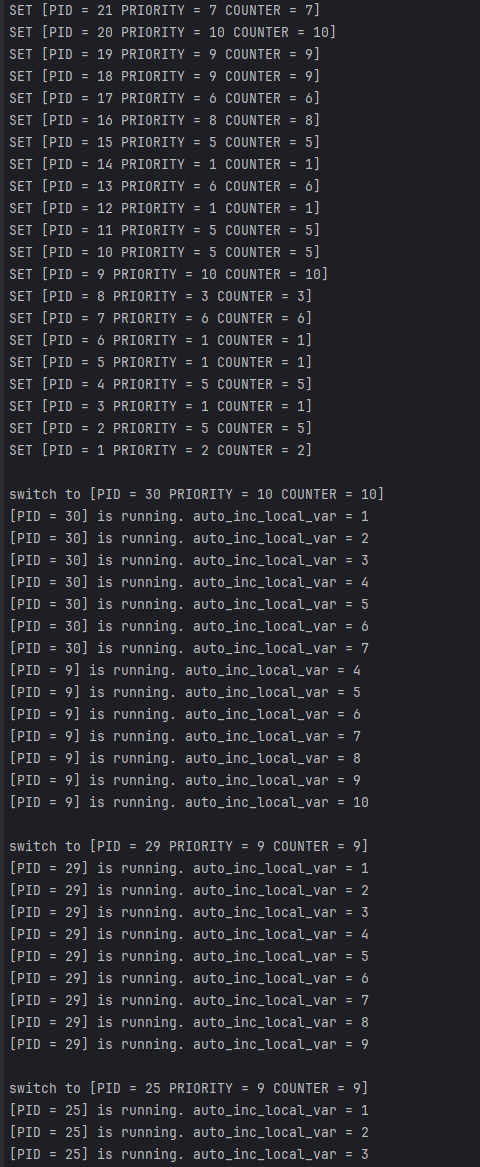 SET [PID = 21 PRIORITY = 7 COUNTER = 7]
SET [PID = 20 PRIORITY = 10 COUNTER = 10]
SET [PID = 19 PRIORITY = 9 COUNTER = 9]
SET [PID = 18 PRIORITY = 9 COUNTER = 9]
SET [PID = 17 PRIORITY = 6 COUNTER = 6]
SET [PID = 16 PRIORITY = 8 COUNTER = 8]
SET [PID = 15 PRIORITY = 5 COUNTER = 5]
SET [PID = 14 PRIORITY = 1 COUNTER = 1]
SET [PID = 13 PRIORITY = 6 COUNTER = 6]
SET [PID = 12 PRIORITY = 1 COUNTER = 1]
SET [PID = 11 PRIORITY = 5 COUNTER = 5]
SET [PID = 10 PRIORITY = 5 COUNTER = 5]
SET [PID = 9 PRIORITY = 10 COUNTER = 10]
SET [PID = 8 PRIORITY = 3 COUNTER = 3]
SET [PID = 7 PRIORITY = 6 COUNTER = 6]
SET [PID = 6 PRIORITY = 1 COUNTER = 1]
SET [PID = 5 PRIORITY = 1 COUNTER = 1]
SET [PID = 4 PRIORITY = 5 COUNTER = 5]
SET [PID = 3 PRIORITY = 1 COUNTER = 1]
SET [PID = 2 PRIORITY = 5 COUNTER = 5]
SET [PID = 1 PRIORITY = 2 COUNTER = 2]

switch to [PID = 30 PRIORITY = 10 COUNTER = 10]
[PID = 30] is running. auto_inc_local_var = 1
[PID = 30] is running. auto_inc_local_var = 2
[PID = 30] is running. auto_inc_local_var = 3
[PID = 30] is running. auto_inc_local_var = 4
[PID = 30] is running. auto_inc_local_var = 5
[PID = 30] is running. auto_inc_local_var = 6
[PID = 30] is running. auto_inc_local_var = 7
[PID = 9] is running. auto_inc_local_var = 4
[PID = 9] is running. auto_inc_local_var = 5
[PID = 9] is running. auto_inc_local_var = 6
[PID = 9] is running. auto_inc_local_var = 7
[PID = 9] is running. auto_inc_local_var = 8
[PID = 9] is running. auto_inc_local_var = 9
[PID = 9] is running. auto_inc_local_var = 10

switch to [PID = 29 PRIORITY = 9 COUNTER = 9]
[PID = 29] is running. auto_inc_local_var = 1
[PID = 29] is running. auto_inc_local_var = 2
[PID = 29] is running. auto_inc_local_var = 3
[PID = 29] is running. auto_inc_local_var = 4
[PID = 29] is running. auto_inc_local_var = 5
[PID = 29] is running. auto_inc_local_var = 6
[PID = 29] is running. auto_inc_local_var = 7
[PID = 29] is running. auto_inc_local_var = 8
[PID = 29] is running. auto_inc_local_var = 9

switch to [PID = 25 PRIORITY = 9 COUNTER = 9]
[PID = 25] is running. auto_inc_local_var = 1
[PID = 25] is running. auto_inc_local_var = 2
[PID = 25] is running. auto_inc_local_var = 3